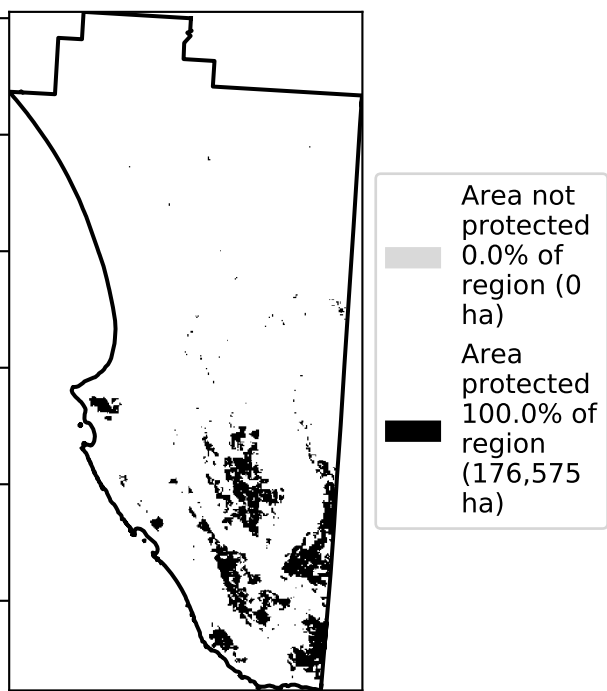 Area not
protected
0.0% of
region (0
ha)
Area
protected
100.0% of
region
(176,575
ha)